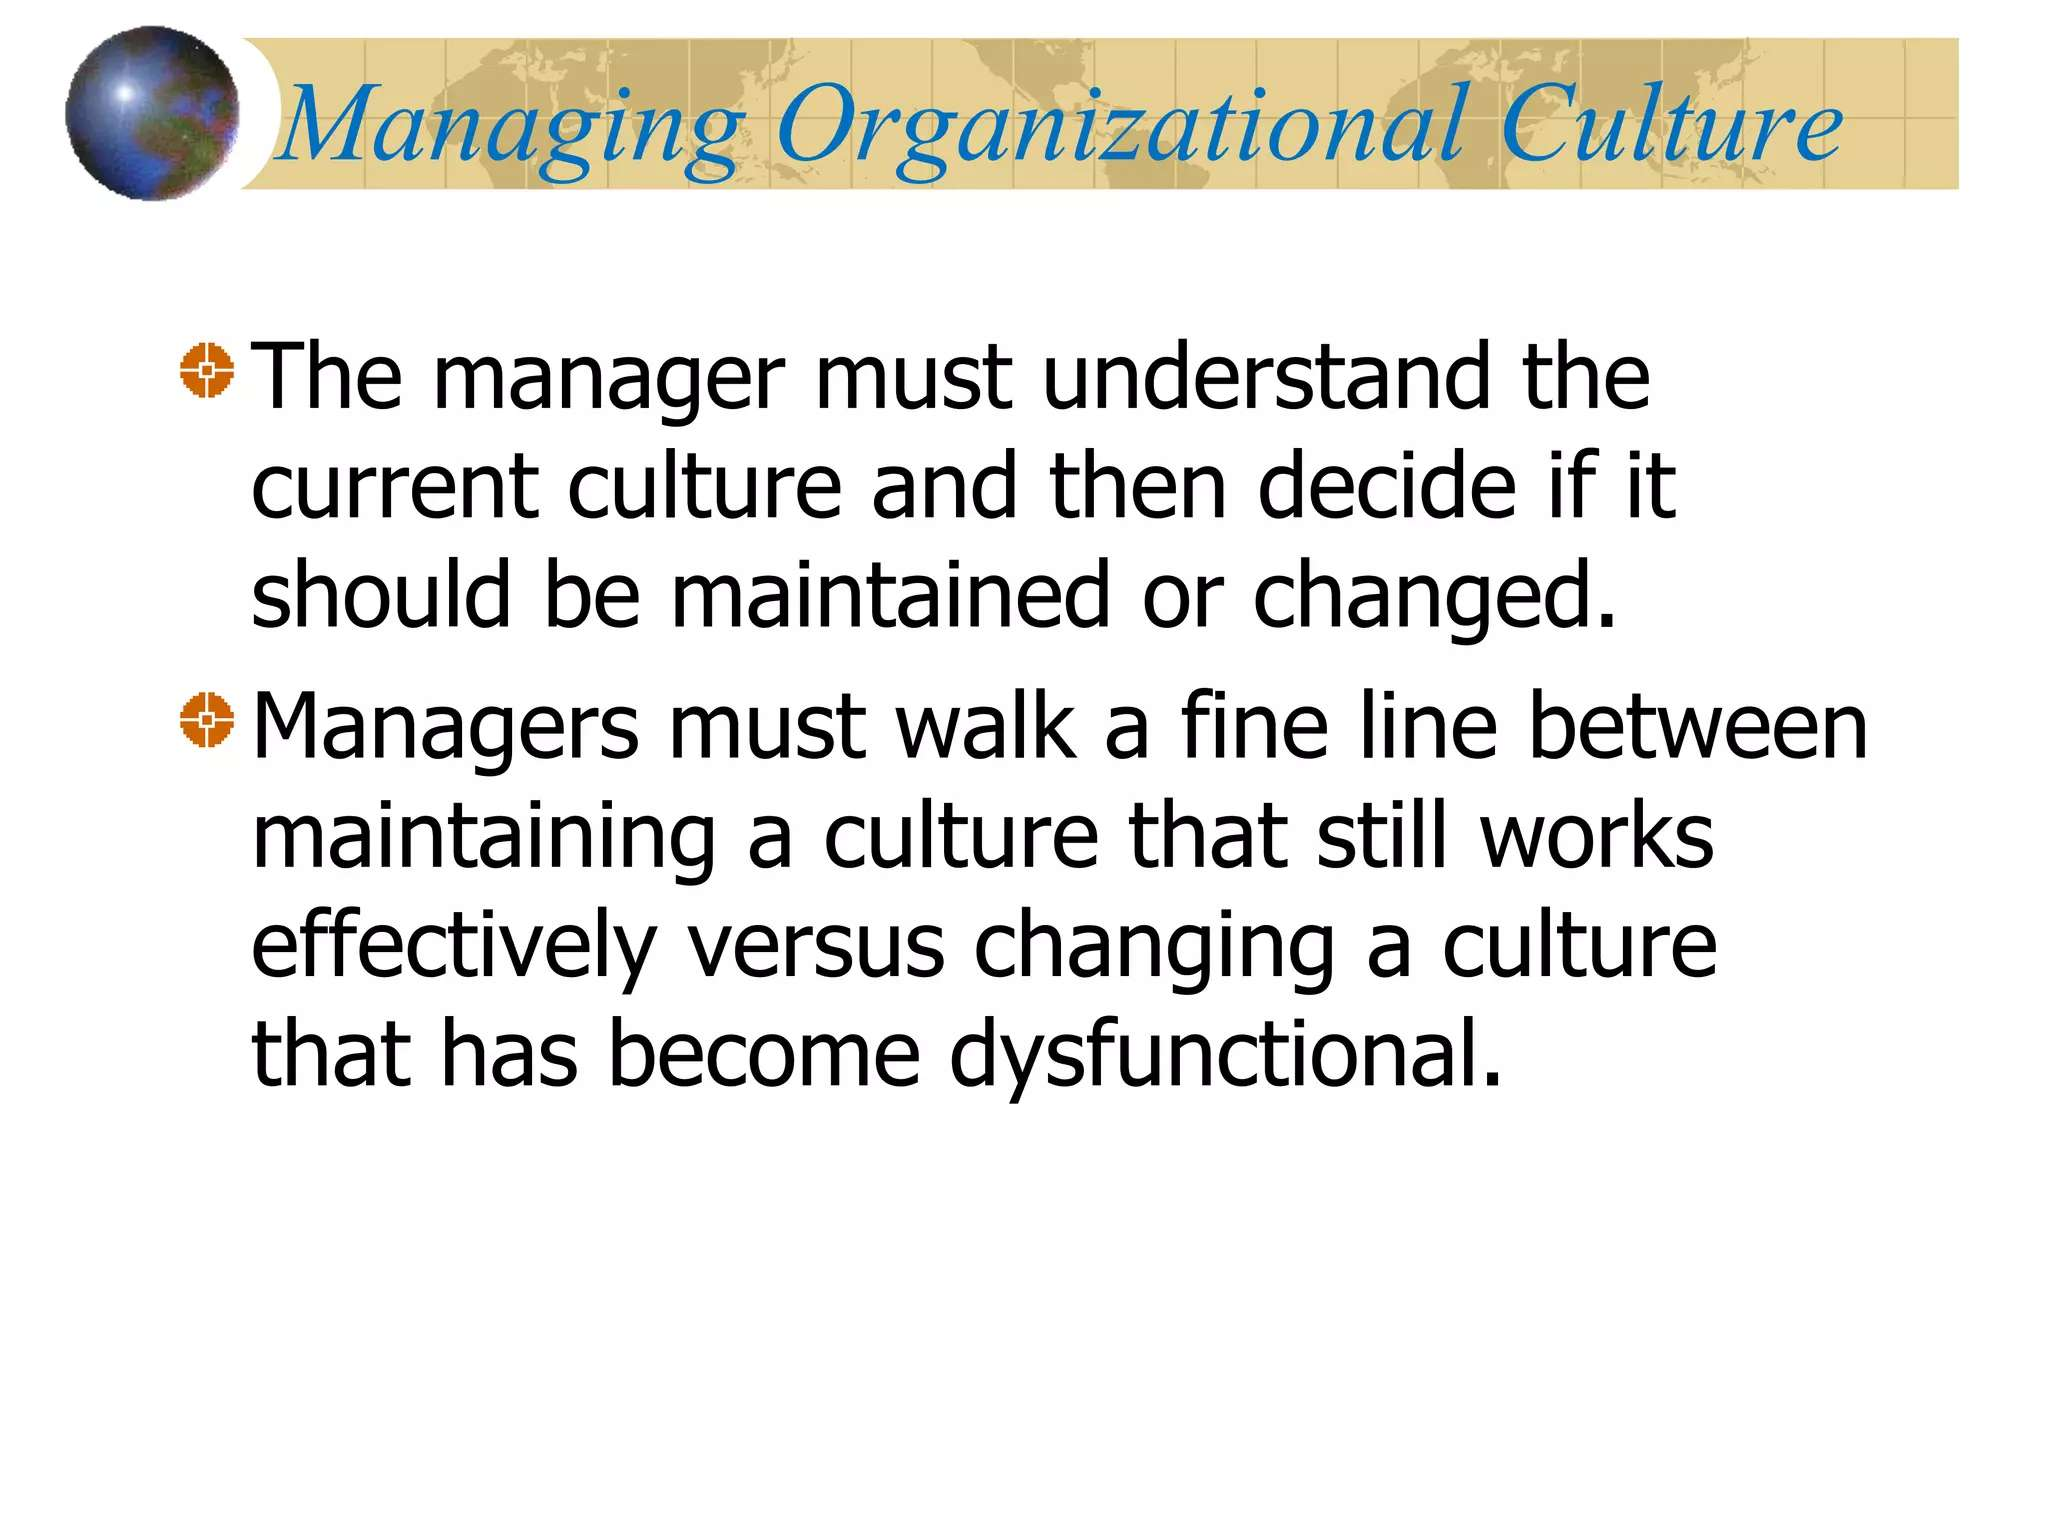 Managing Organizational Culture
The manager must understand the
current culture and then decide if it
should be maintained or changed.
Managers must walk a fine line between
maintaining a culture that still works
effectively versus changing a culture
that has become dysfunctional.